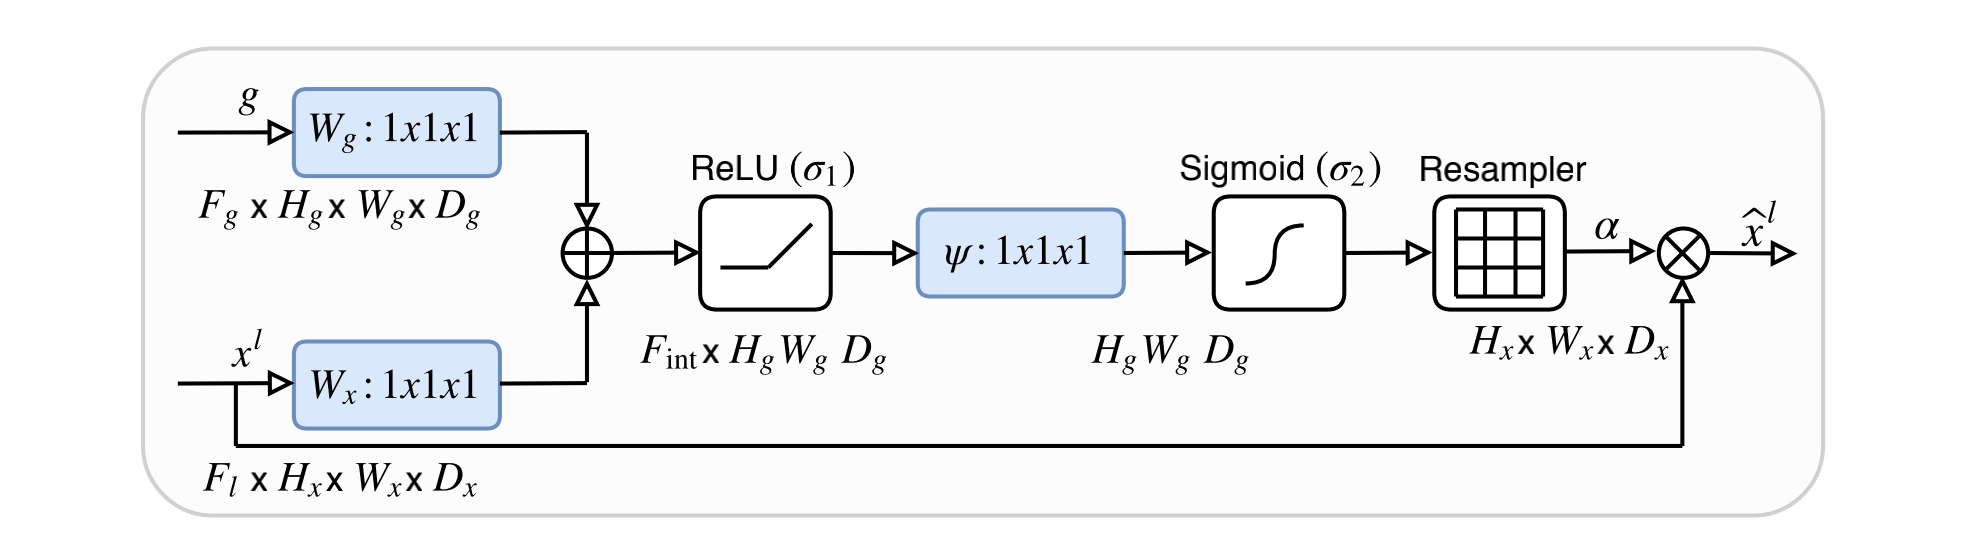 g
W_g : 1x1x1
F_g x H_g x W_g x D_g
x^l
W_x : 1x1x1
F_l x H_x x W_x x D_x
ReLU (σ_1)
F_int x H_g W_g D_g
ψ : 1x1x1
H_g W_g D_g
Sigmoid (σ_2)
Resampler
α
H_x x W_x x D_x
x̂^l